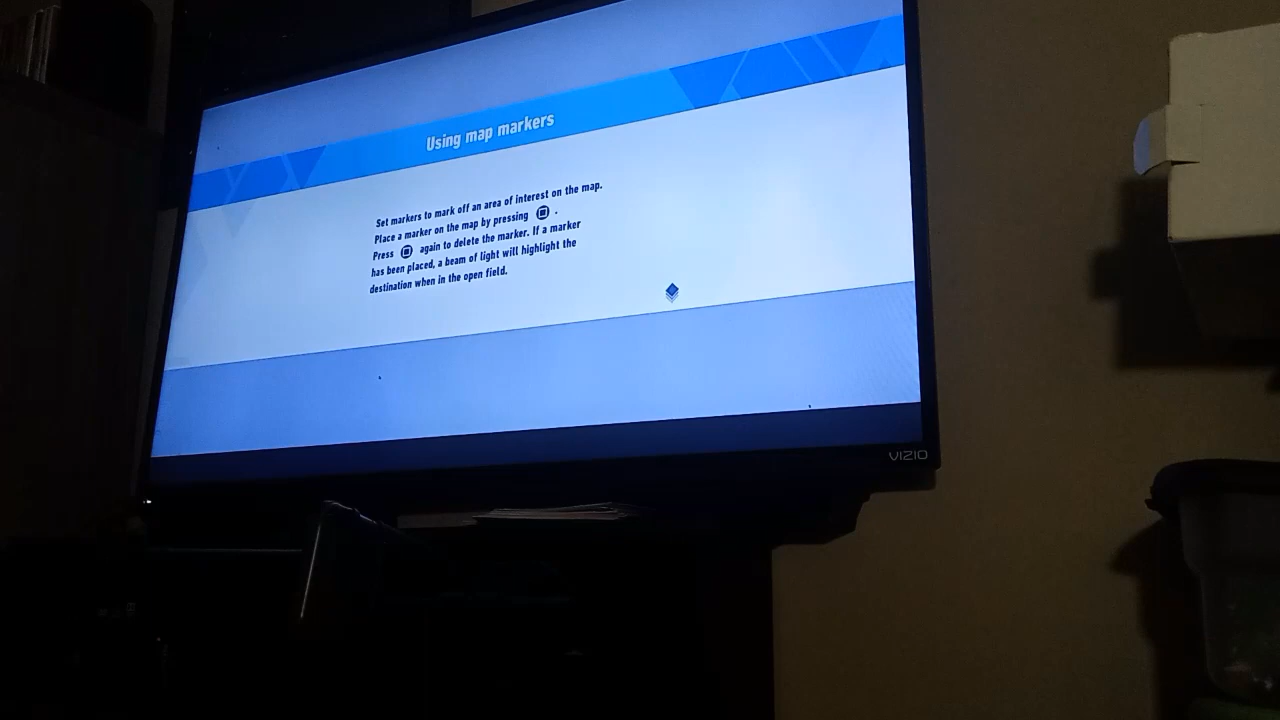 Using map markers
Set markers to mark off an area of interest on the map.
Place a marker on the map by pressing .
Press again to delete the marker. If a marker
has been placed, a beam of light will highlight the
destination when in the open field.
VIZIO